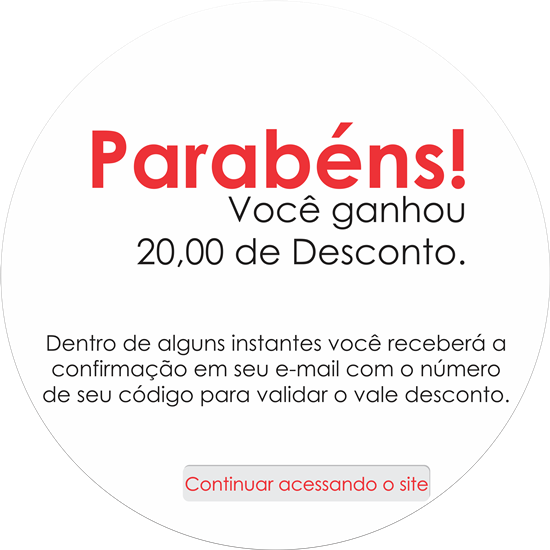 Parabéns!
Você ganhou
20,00 de Desconto.
Dentro de alguns instantes você receberá a
confirmação em seu e-mail com o número
de seu código para validar o vale desconto.
Continuar acessando o site